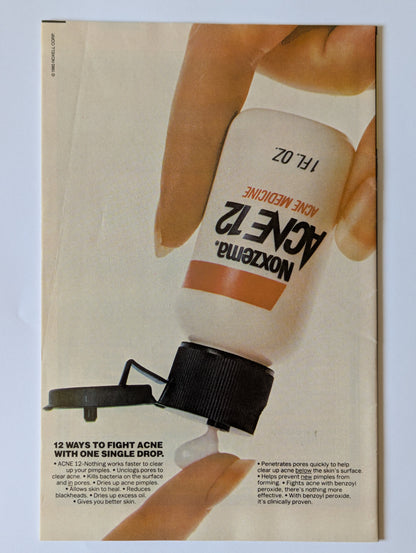 © 1983 NOXELL CORP.
1 FL. OZ.
ACNE MEDICINE
ACNE 12
Noxzema.
12 WAYS TO FIGHT ACNE
WITH ONE SINGLE DROP.
• ACNE 12-Nothing works faster to clear
up your pimples. • Unclogs pores to
clear acne. • Kills bacteria on the surface
and in pores. • Dries up acne pimples.
• Allows skin to heal. • Reduces
blackheads. • Dries up excess oil.
• Gives you better skin.
• Penetrates pores quickly to help
clear up acne below the skin's surface.
• Helps prevent new pimples from
forming. • Fights acne with benzoyl
peroxide, there's nothing more
effective. • With benzoyl peroxide,
it's clinically proven.